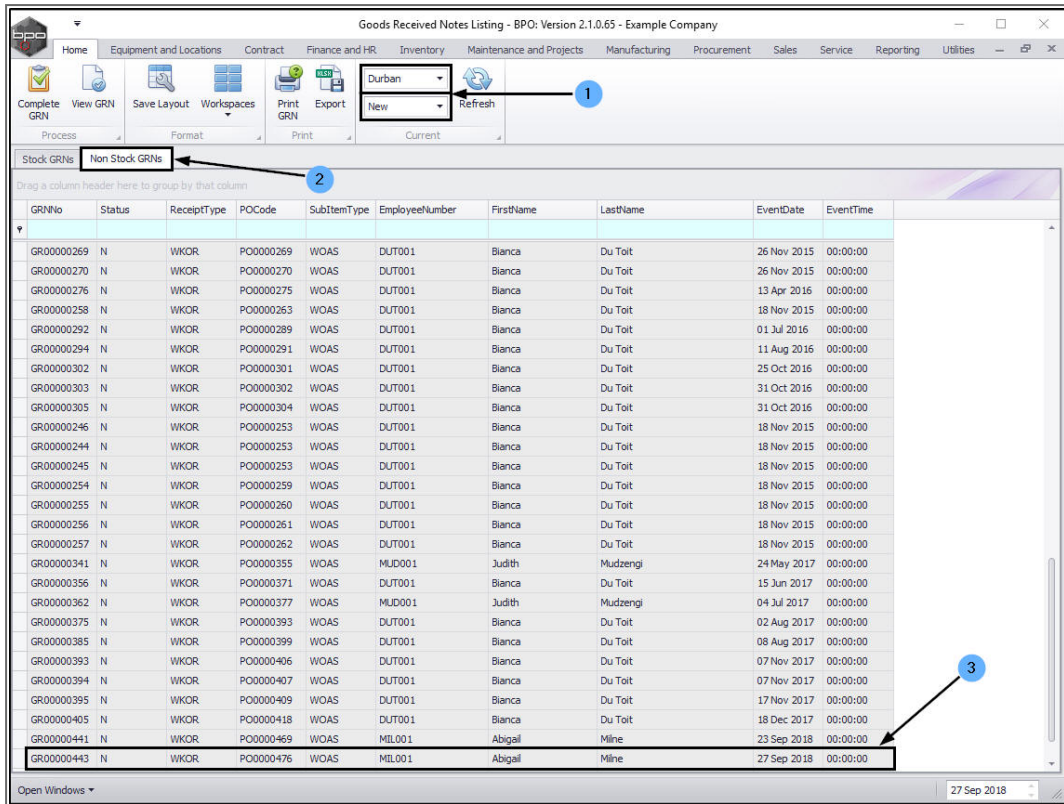 bpo
Goods Received Notes Listing - BPO: Version 2.1.0.65 - Example Company
Home Equipment and Locations Contract Finance and HR Inventory Maintenance and Projects Manufacturing Procurement Sales Service Reporting Utilities
Complete GRN View GRN Save Layout Workspaces Print GRN Export Durban New Refresh
1
Process Format Print Current
Stock GRNs Non Stock GRNs
2
Drag a column header here to group by that column
GRNNo Status ReceiptType POCode SubItemType EmployeeNumber FirstName LastName EventDate EventTime
GR00000269 N WKOR PO0000269 WOAS DUT001 Bianca Du Toit 26 Nov 2015 00:00:00
GR00000270 N WKOR PO0000270 WOAS DUT001 Bianca Du Toit 26 Nov 2015 00:00:00
GR00000276 N WKOR PO0000275 WOAS DUT001 Bianca Du Toit 13 Apr 2016 00:00:00
GR00000258 N WKOR PO0000263 WOAS DUT001 Bianca Du Toit 18 Nov 2015 00:00:00
GR00000292 N WKOR PO0000289 WOAS DUT001 Bianca Du Toit 01 Jul 2016 00:00:00
GR00000294 N WKOR PO0000291 WOAS DUT001 Bianca Du Toit 11 Aug 2016 00:00:00
GR00000302 N WKOR PO0000301 WOAS DUT001 Bianca Du Toit 25 Oct 2016 00:00:00
GR00000303 N WKOR PO0000302 WOAS DUT001 Bianca Du Toit 31 Oct 2016 00:00:00
GR00000305 N WKOR PO0000304 WOAS DUT001 Bianca Du Toit 31 Oct 2016 00:00:00
GR00000246 N WKOR PO0000253 WOAS DUT001 Bianca Du Toit 18 Nov 2015 00:00:00
GR00000244 N WKOR PO0000253 WOAS DUT001 Bianca Du Toit 18 Nov 2015 00:00:00
GR00000245 N WKOR PO0000253 WOAS DUT001 Bianca Du Toit 18 Nov 2015 00:00:00
GR00000254 N WKOR PO0000259 WOAS DUT001 Bianca Du Toit 18 Nov 2015 00:00:00
GR00000255 N WKOR PO0000260 WOAS DUT001 Bianca Du Toit 18 Nov 2015 00:00:00
GR00000256 N WKOR PO0000261 WOAS DUT001 Bianca Du Toit 18 Nov 2015 00:00:00
GR00000257 N WKOR PO0000262 WOAS DUT001 Bianca Du Toit 18 Nov 2015 00:00:00
GR00000341 N WKOR PO0000355 WOAS MUD001 Judith Mudzengi 24 May 2017 00:00:00
GR00000356 N WKOR PO0000371 WOAS DUT001 Bianca Du Toit 15 Jun 2017 00:00:00
GR00000362 N WKOR PO0000377 WOAS MUD001 Judith Mudzengi 04 Jul 2017 00:00:00
GR00000375 N WKOR PO0000393 WOAS DUT001 Bianca Du Toit 02 Aug 2017 00:00:00
GR00000385 N WKOR PO0000399 WOAS DUT001 Bianca Du Toit 08 Aug 2017 00:00:00
GR00000393 N WKOR PO0000406 WOAS DUT001 Bianca Du Toit 07 Nov 2017 00:00:00
GR00000394 N WKOR PO0000407 WOAS DUT001 Bianca Du Toit 07 Nov 2017 00:00:00
3
GR00000395 N WKOR PO0000409 WOAS DUT001 Bianca Du Toit 17 Nov 2017 00:00:00
GR00000405 N WKOR PO0000418 WOAS DUT001 Bianca Du Toit 18 Dec 2017 00:00:00
GR00000441 N WKOR PO0000469 WOAS MIL001 Abigail Milne 23 Sep 2018 00:00:00
GR00000443 N WKOR PO0000476 WOAS MIL001 Abigail Milne 27 Sep 2018 00:00:00
Open Windows 27 Sep 2018